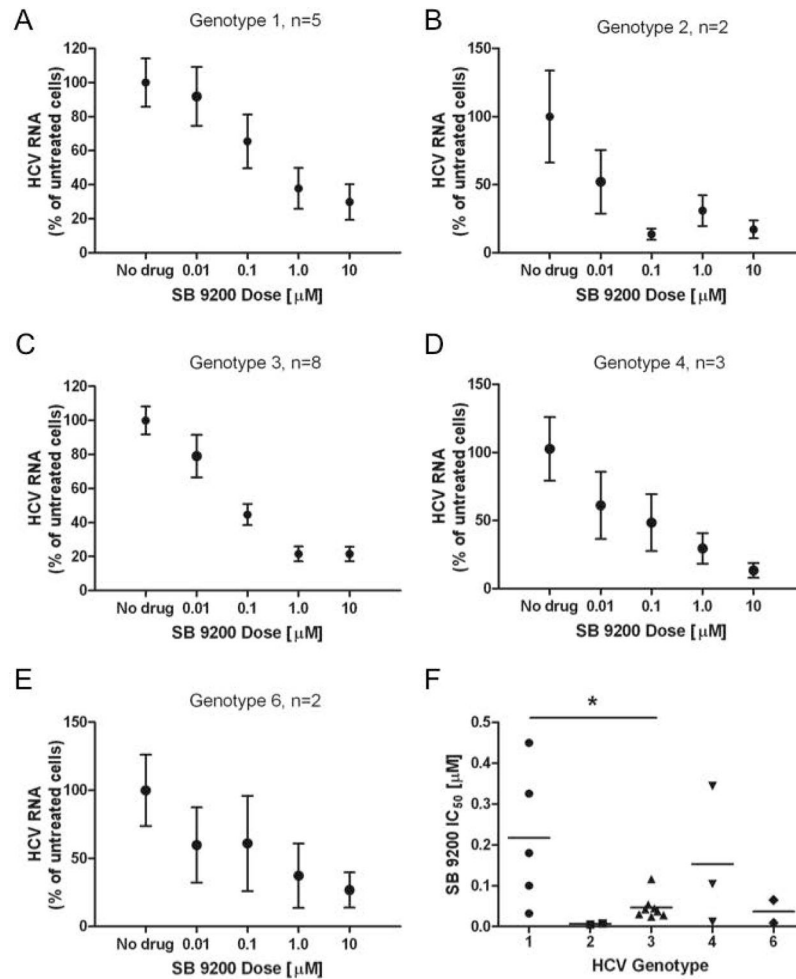 A
Genotype 1, n=5
HCV RNA
(% of untreated cells)
120
100
80
60
40
20
0
No drug 0.01 0.1 1.0 10
SB 9200 Dose [μM]
B
Genotype 2, n=2
HCV RNA
(% of untreated cells)
150
100
50
0
No drug 0.01 0.1 1.0 10
SB 9200 Dose [μM]
C
Genotype 3, n=8
HCV RNA
(% of untreated cells)
120
100
80
60
40
20
0
No drug 0.01 0.1 1.0 10
SB 9200 Dose [μM]
D
Genotype 4, n=3
HCV RNA
(% of untreated cells)
150
100
50
0
No drug 0.01 0.1 1.0 10
SB 9200 Dose [μM]
E
Genotype 6, n=2
HCV RNA
(% of untreated cells)
150
100
50
0
No drug 0.01 0.1 1.0 10
SB 9200 Dose [μM]
F
*
SB 9200 IC50 [μM]
0.5
0.4
0.3
0.2
0.1
0.0
1 2 3 4 6
HCV Genotype